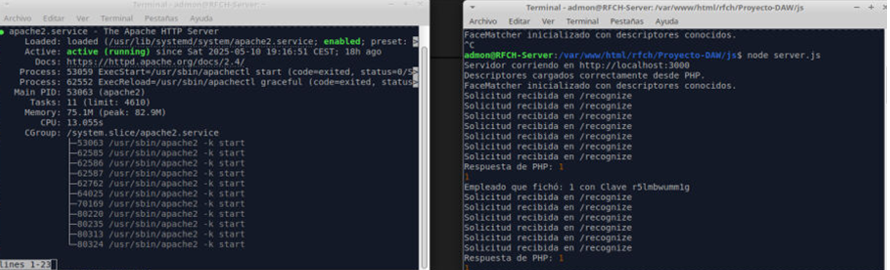 Terminal - admon@RFCH-Server: ~
Archivo Editar Ver Terminal Pestañas Ayuda
● apache2.service - The Apache HTTP Server
Loaded: loaded (/usr/lib/systemd/system/apache2.service; enabled; preset: >
Active: active (running) since Sat 2025-05-10 19:16:51 CEST; 18h ago
Docs: https://httpd.apache.org/docs/2.4/
Process: 53059 ExecStart=/usr/sbin/apachectl start (code=exited, status=0/S>
Process: 62552 ExecReload=/usr/sbin/apachectl graceful (code=exited, status>
Main PID: 53063 (apache2)
Tasks: 11 (limit: 4610)
Memory: 75.1M (peak: 82.9M)
CPU: 13.055s
CGroup: /system.slice/apache2.service
├─53063 /usr/sbin/apache2 -k start
├─62585 /usr/sbin/apache2 -k start
├─62586 /usr/sbin/apache2 -k start
├─62587 /usr/sbin/apache2 -k start
├─62762 /usr/sbin/apache2 -k start
├─64025 /usr/sbin/apache2 -k start
├─70169 /usr/sbin/apache2 -k start
├─80220 /usr/sbin/apache2 -k start
├─80235 /usr/sbin/apache2 -k start
├─80313 /usr/sbin/apache2 -k start
└─80324 /usr/sbin/apache2 -k start
lines 1-23
Terminal - admon@RFCH-Server: /var/www/html/rfch/Proyecto-DAW/js
Archivo Editar Ver Terminal Pestañas Ayuda
FaceMatcher inicializado con descriptores conocidos.
^C
admon@RFCH-Server:/var/www/html/rfch/Proyecto-DAW/js$ node server.js
Servidor corriendo en http://localhost:3000
Descriptores cargados correctamente desde PHP.
FaceMatcher inicializado con descriptores conocidos.
Solicitud recibida en /recognize
Solicitud recibida en /recognize
Solicitud recibida en /recognize
Solicitud recibida en /recognize
Solicitud recibida en /recognize
Solicitud recibida en /recognize
Solicitud recibida en /recognize
Respuesta de PHP: 1
1
Empleado que fichó: 1 con Clave r5lmbwumm1g
Solicitud recibida en /recognize
Solicitud recibida en /recognize
Solicitud recibida en /recognize
Solicitud recibida en /recognize
Solicitud recibida en /recognize
Solicitud recibida en /recognize
Respuesta de PHP: 1
1